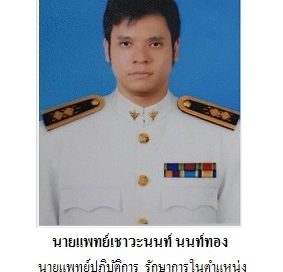 นายแพทย์เชาวะนนท์ นนท์ทอง
นายแพทย์ปฏิบัติการ รักษาการในตำแหน่ง